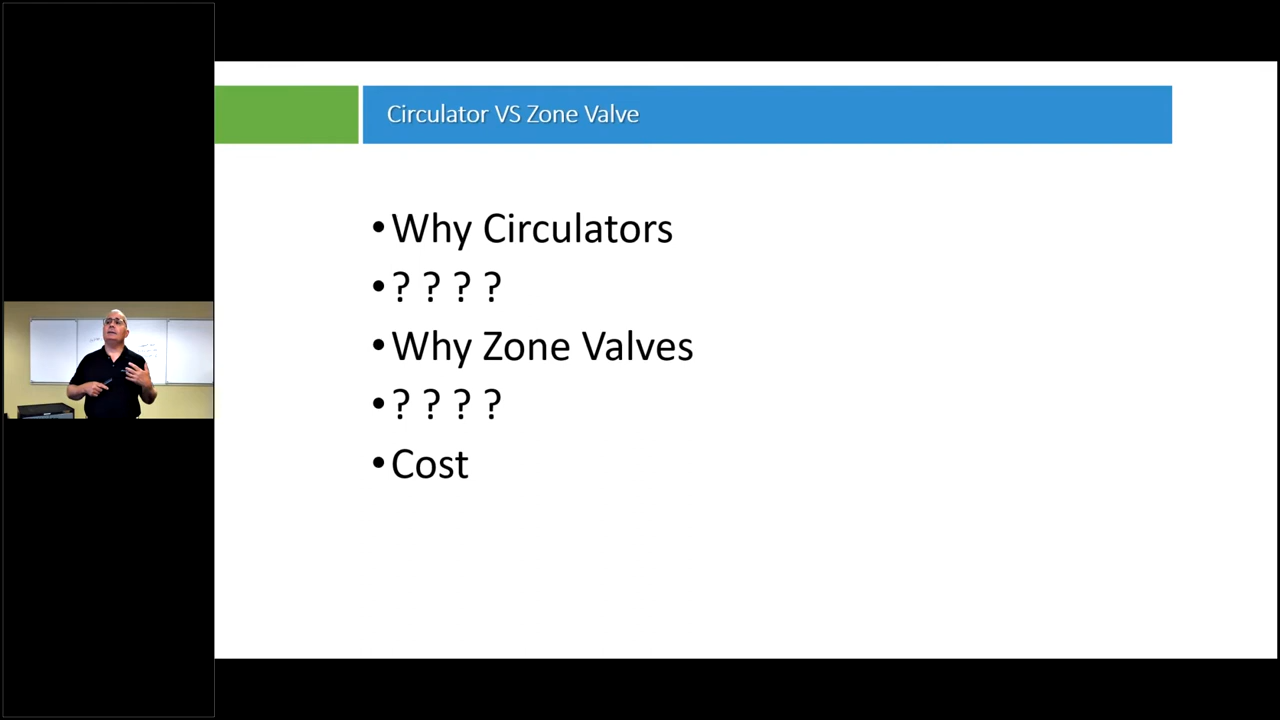 Circulator VS Zone Valve
•Why Circulators
•? ? ? ?
•Why Zone Valves
•? ? ? ?
•Cost